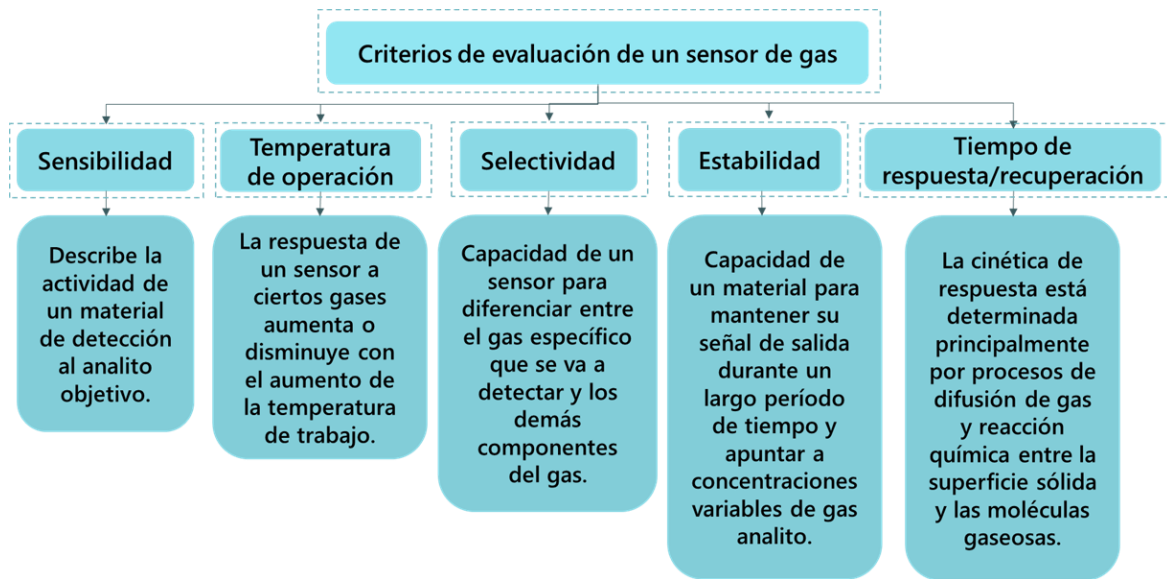 Criterios de evaluación de un sensor de gas
Sensibilidad
Temperatura
de operación
Selectividad
Estabilidad
Tiempo de
respuesta/recuperación
Describe la
actividad de
un material
de detección
al analito
objetivo.
La respuesta de
un sensor a
ciertos gases
aumenta o
disminuye con
el aumento de
la temperatura
de trabajo.
Capacidad de un
sensor para
diferenciar entre
el gas específico
que se va a
detectar y los
demás
componentes
del gas.
Capacidad de
un material para
mantener su
señal de salida
durante un
largo período
de tiempo y
apuntar a
concentraciones
variables de gas
analito.
La cinética de
respuesta está
determinada
principalmente
por procesos de
difusión de gas
y reacción
química entre la
superficie sólida
y las moléculas
gaseosas.